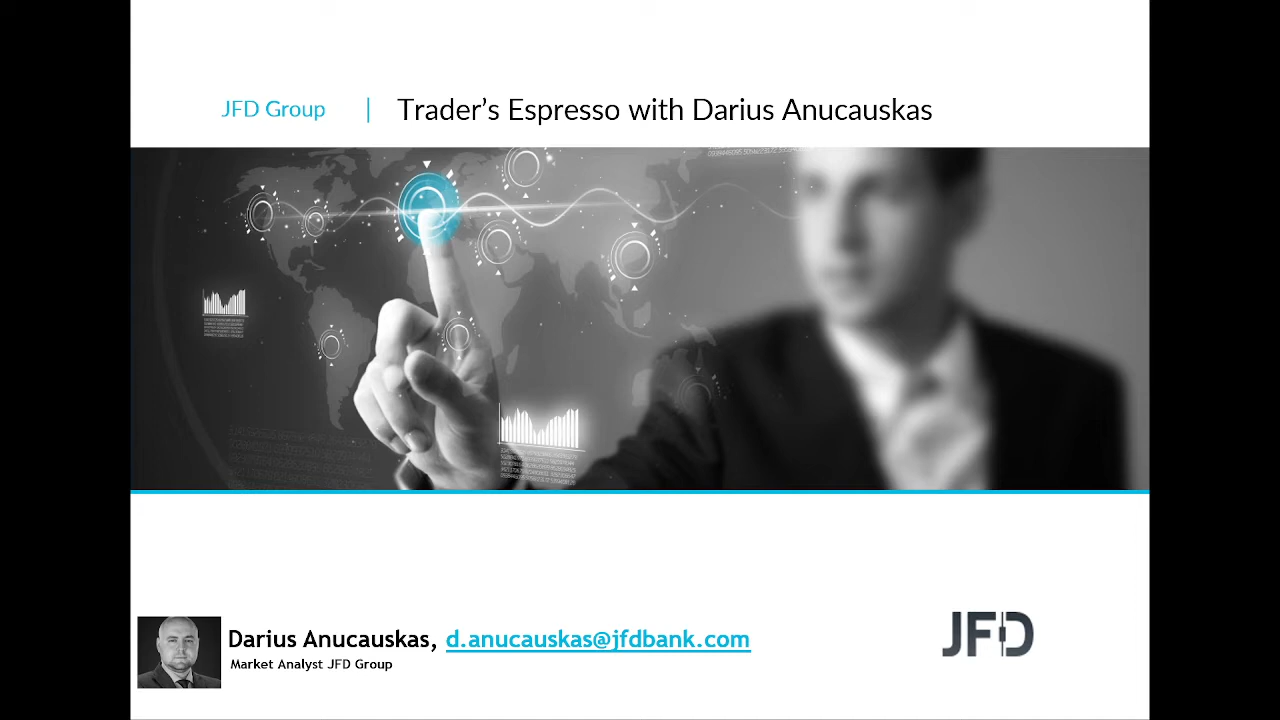 JFD Group | Trader's Espresso with Darius Anucauskas
Darius Anucauskas, d.anucauskas@jfdbank.com
Market Analyst JFD Group
JFD